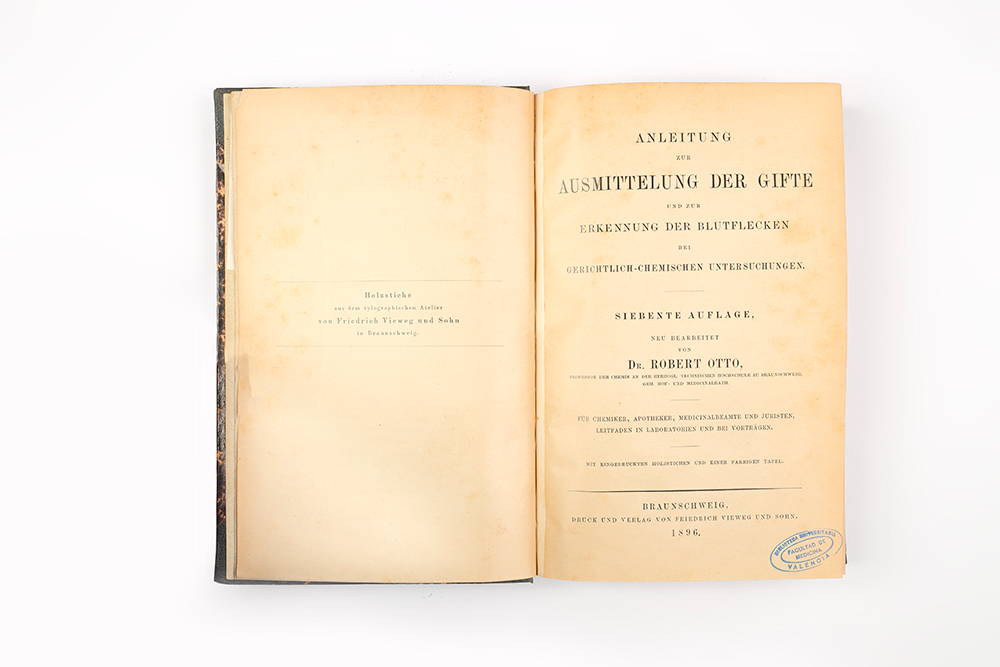 Holzstiche
aus dem xylographischen Atelier
von Friedrich Vieweg und Sohn
in Braunschweig.
ANLEITUNG
ZUR
AUSMITTELUNG DER GIFTE
UND ZUR
ERKENNUNG DER BLUTFLECKEN
BEI
GERICHTLICH-CHEMISCHEN UNTERSUCHUNGEN.
SIEBENTE AUFLAGE,
NEU BEARBEITET
VON
DR. ROBERT OTTO,
PROFESSOR DER CHEMIE AN DER HERZOGL. TECHNISCHEN HOCHSCHULE ZU BRAUNSCHWEIG,
GEH. HOF- UND MEDICINALRATH.
FÜR CHEMIKER, APOTHEKER, MEDICINALBEAMTE UND JURISTEN,
LEITFADEN IN LABORATORIEN UND BEI VORTRÄGEN.
MIT EINGEDRUCKTEN HOLZSTICHEN UND EINER FARBIGEN TAFEL.
BRAUNSCHWEIG,
DRUCK UND VERLAG VON FRIEDRICH VIEWEG UND SOHN.
1896.
BIBLIOTECA UNIVERSITARIA
FACULTAD DE
MEDICINA
VALENCIA